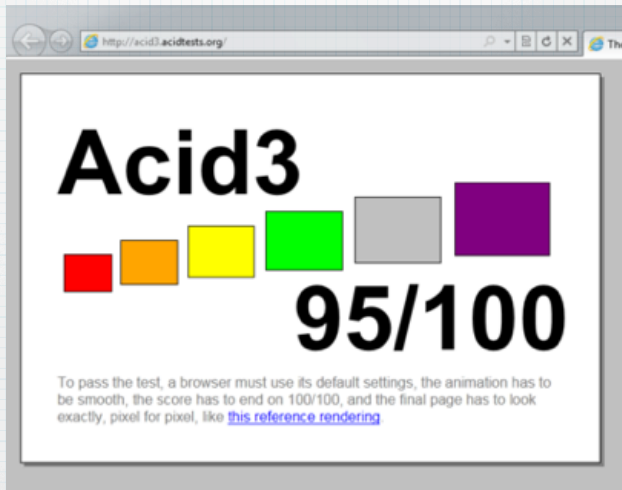 http://acid3.acidtests.org/
Acid3
95/100
To pass the test, a browser must use its default settings, the animation has to
be smooth, the score has to end on 100/100, and the final page has to look
exactly, pixel for pixel, like this reference rendering.